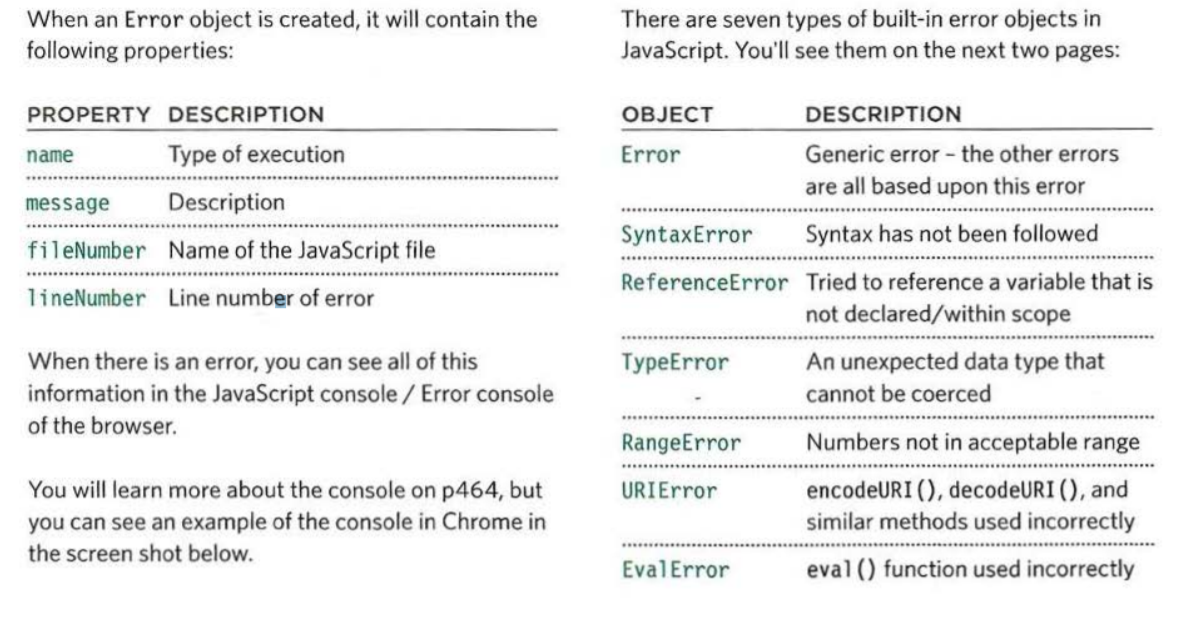 When an Error object is created, it will contain the
following properties:
PROPERTY DESCRIPTION
name Type of execution
message Description
fileNumber Name of the JavaScript file
lineNumber Line number of error
When there is an error, you can see all of this
information in the JavaScript console / Error console
of the browser.
You will learn more about the console on p464, but
you can see an example of the console in Chrome in
the screen shot below.
There are seven types of built-in error objects in
JavaScript. You'll see them on the next two pages:
OBJECT DESCRIPTION
Error Generic error – the other errors
are all based upon this error
SyntaxError Syntax has not been followed
ReferenceError Tried to reference a variable that is
not declared/within scope
TypeError An unexpected data type that
cannot be coerced
RangeError Numbers not in acceptable range
URIError encodeURI(), decodeURI(), and
similar methods used incorrectly
EvalError eval() function used incorrectly